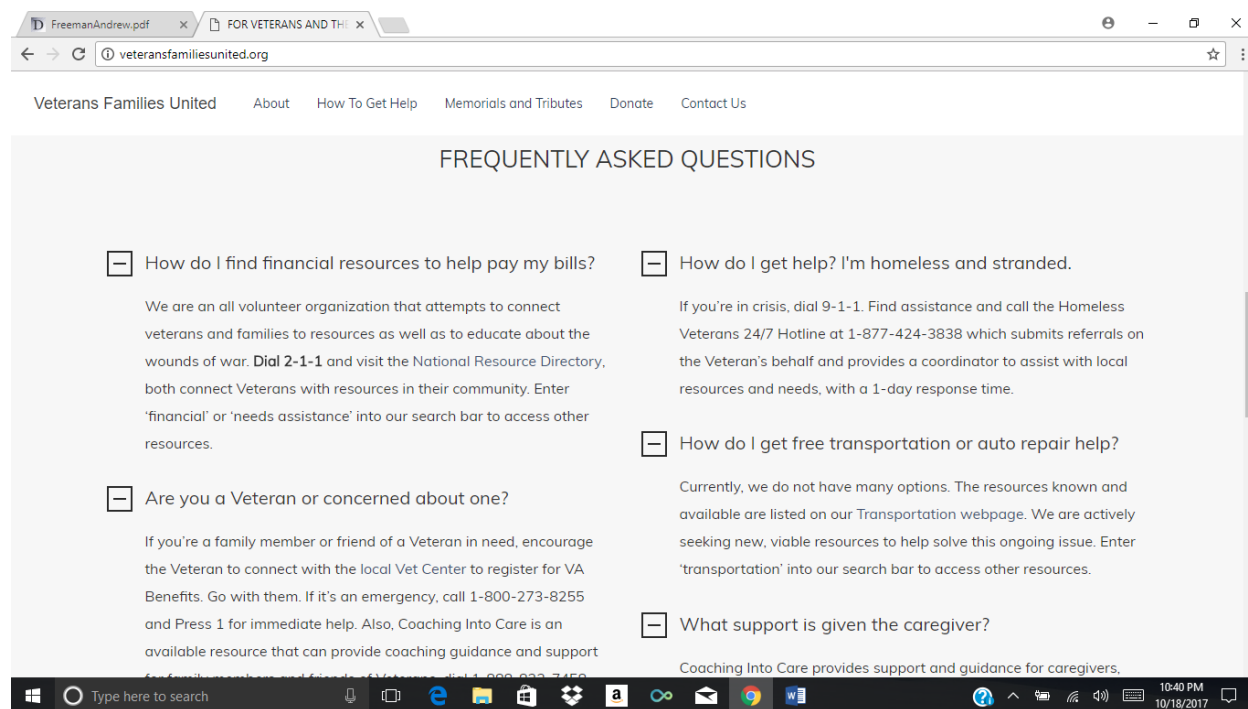 FreemanAndrew.pdf
FOR VETERANS AND TH
veteransfamiliesunited.org
Veterans Families United About How To Get Help Memorials and Tributes Donate Contact Us
FREQUENTLY ASKED QUESTIONS
How do I find financial resources to help pay my bills?
We are an all volunteer organization that attempts to connect
veterans and families to resources as well as to educate about the
wounds of war. Dial 2-1-1 and visit the National Resource Directory,
both connect Veterans with resources in their community. Enter
‘financial’ or ‘needs assistance’ into our search bar to access other
resources.
Are you a Veteran or concerned about one?
If you’re a family member or friend of a Veteran in need, encourage
the Veteran to connect with the local Vet Center to register for VA
Benefits. Go with them. If it’s an emergency, call 1-800-273-8255
and Press 1 for immediate help. Also, Coaching Into Care is an
available resource that can provide coaching guidance and support
for family members and friends of Veterans, dial
How do I get help? I'm homeless and stranded.
If you’re in crisis, dial 9-1-1. Find assistance and call the Homeless
Veterans 24/7 Hotline at 1-877-424-3838 which submits referrals on
the Veteran’s behalf and provides a coordinator to assist with local
resources and needs, with a 1-day response time.
How do I get free transportation or auto repair help?
Currently, we do not have many options. The resources known and
available are listed on our Transportation webpage. We are actively
seeking new, viable resources to help solve this ongoing issue. Enter
‘transportation’ into our search bar to access other resources.
What support is given the caregiver?
Coaching Into Care provides support and guidance for caregivers,
Type here to search
10:40 PM
10/18/2017